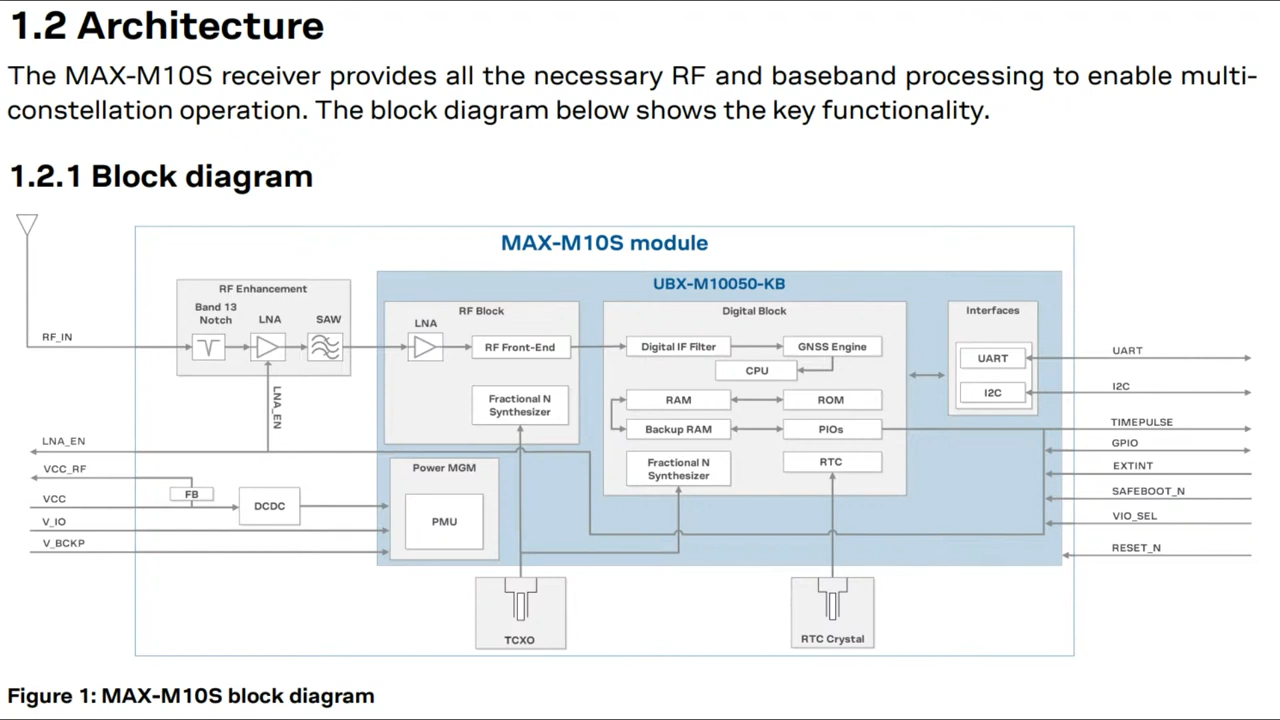 1.2 Architecture
The MAX-M10S receiver provides all the necessary RF and baseband processing to enable multi-
constellation operation. The block diagram below shows the key functionality.
1.2.1 Block diagram
MAX-M10S module
UBX-M10050-KB
RF Enhancement
Band 13
Notch
LNA
SAW
RF_IN
LNA_EN
RF Block
LNA
RF Front-End
Fractional N
Synthesizer
Digital Block
Digital IF Filter
GNSS Engine
CPU
RAM
ROM
Backup RAM
PIOs
Fractional N
Synthesizer
RTC
Interfaces
UART
I2C
UART
I2C
TIMEPULSE
GPIO
EXTINT
SAFEBOOT_N
VIO_SEL
RESET_N
LNA_EN
VCC_RF
FB
VCC
DCDC
V_IO
V_BCKP
Power MGM
PMU
TCXO
RTC Crystal
Figure 1: MAX-M10S block diagram